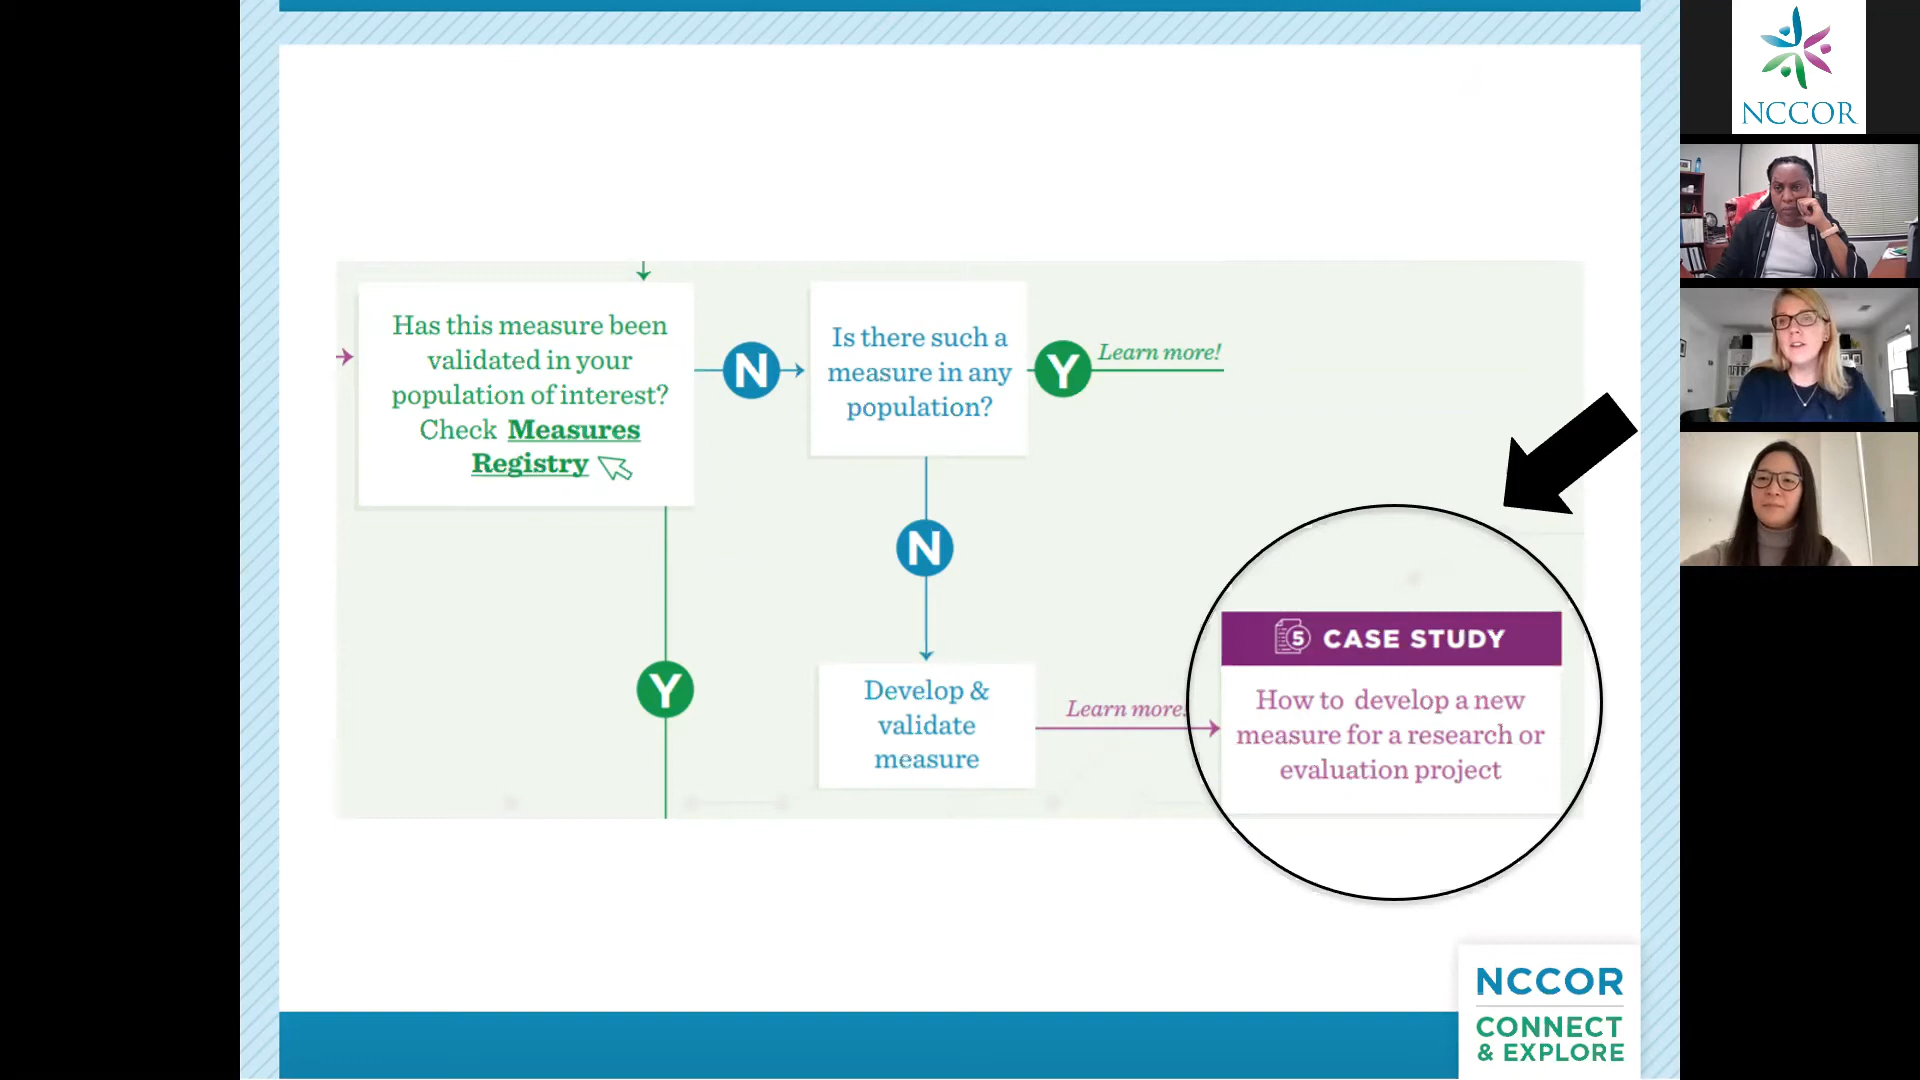 Has this measure been
validated in your
population of interest?
Check Measures
Registry
N
Is there such a
measure in any
population?
Y
Learn more!
N
Y
Develop &
validate
measure
Learn more!
5 CASE STUDY
How to develop a new
measure for a research or
evaluation project
NCCOR
CONNECT
& EXPLORE
NCCOR